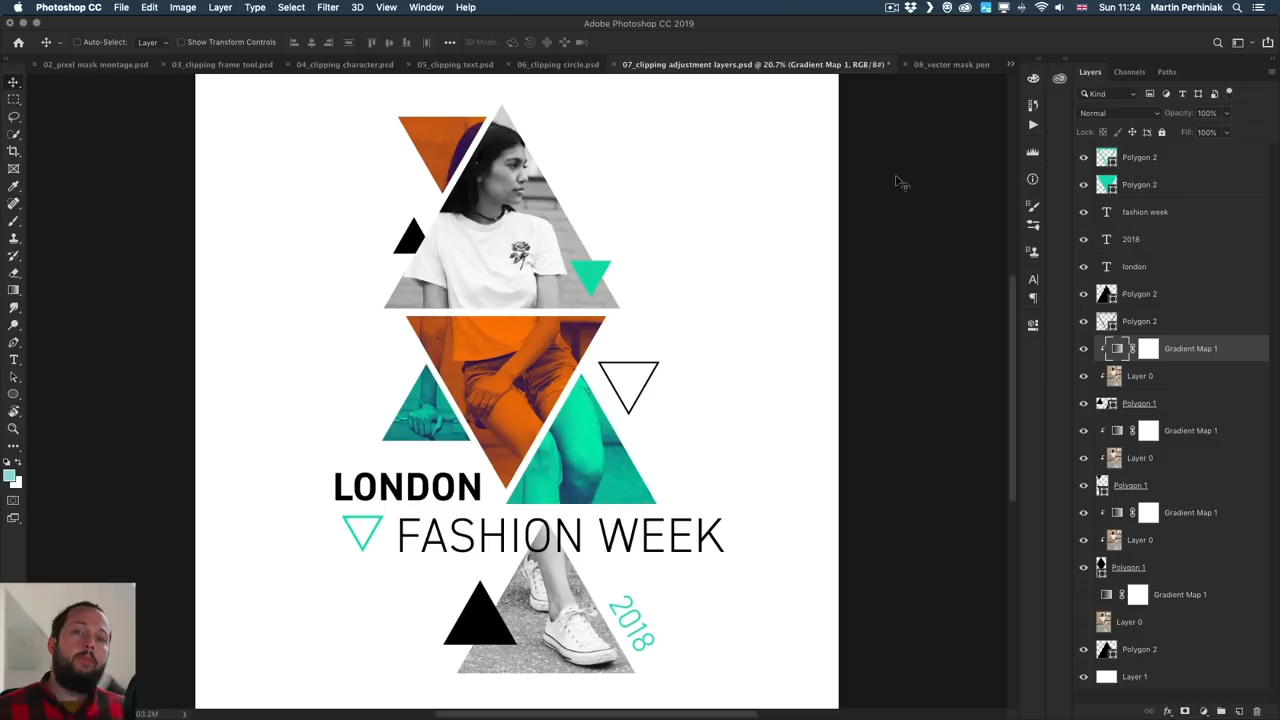 Photoshop CC File Edit Image Layer Type Select Filter 3D View Window Help
Sun 11:24 Martin Perhiniak
Adobe Photoshop CC 2019
Auto-Select: Layer Show Transform Controls 3D Mode:
02_pixel mask montage.psd 03_clipping frame tool.psd 04_clipping character.psd 05_clipping text.psd 06_clipping circle.psd 07_clipping adjustment layers.psd @ 20.7% (Gradient Map 1, RGB/8#) * 08_vector mask pen
Layers Channels Paths
Kind
Normal Opacity: 100%
Lock: Fill: 100%
Polygon 2
Polygon 2
fashion week
2018
london
Polygon 2
Polygon 2
Gradient Map 1
Layer 0
Polygon 1
Gradient Map 1
Layer 0
Polygon 1
Gradient Map 1
Layer 0
Polygon 1
Gradient Map 1
Layer 0
Polygon 2
Layer 1
LONDON
FASHION WEEK
2018
03.2M